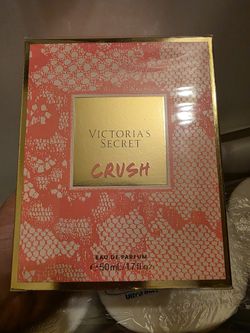 VICTORIA'S
SECRET
CRUSH
EAU DE PARFUM
℮50mL/1.7fl.oz.